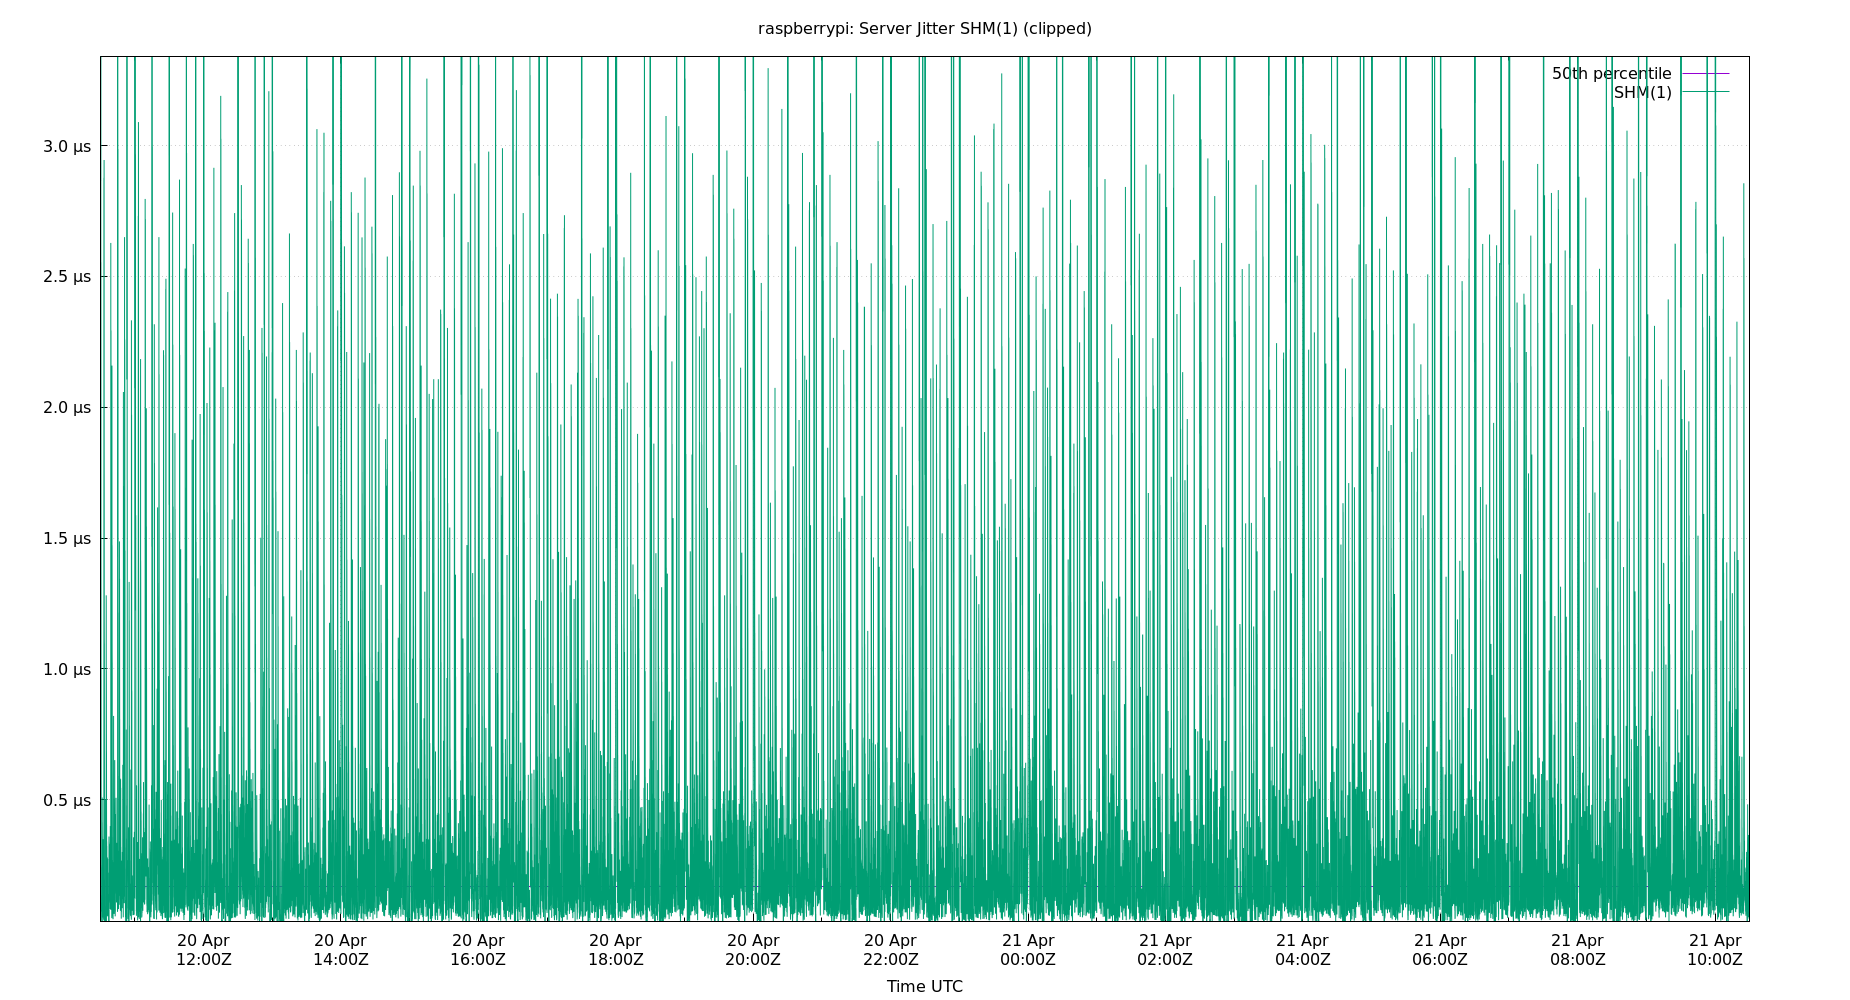 raspberrypi: Server Jitter SHM(1) (clipped)
50th percentile
SHM(1)
3.0 µs
2.5 µs
2.0 µs
1.5 µs
1.0 µs
0.5 µs
20 Apr 20 Apr 20 Apr 20 Apr 20 Apr 20 Apr 21 Apr 21 Apr 21 Apr 21 Apr 21 Apr 21 Apr
12:00Z 14:00Z 16:00Z 18:00Z 20:00Z 22:00Z 00:00Z 02:00Z 04:00Z 06:00Z 08:00Z 10:00Z
Time UTC